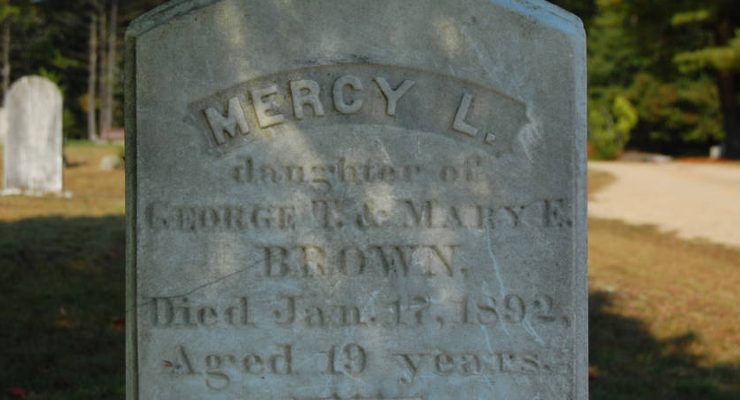 MERCY L.
daughter of
GEORGE T. & MARY E.
BROWN,
Died Jan. 17, 1892,
Aged 19 years.